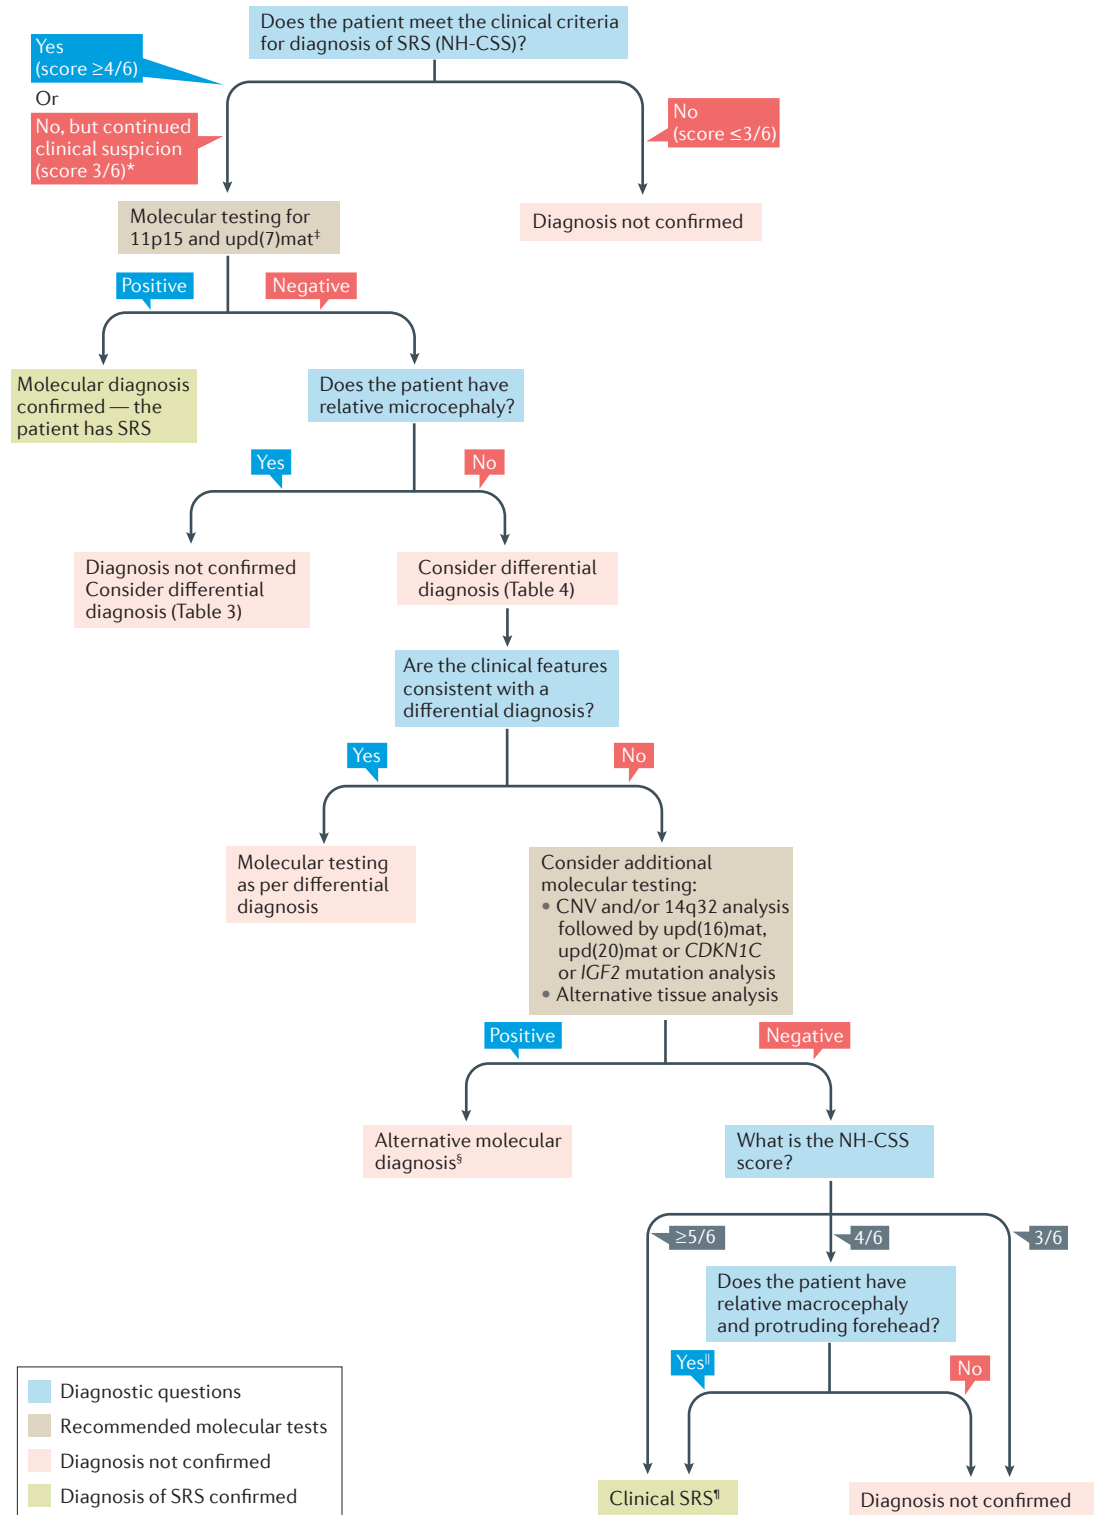 Does the patient meet the clinical criteria
for diagnosis of SRS (NH-CSS)?
Yes
(score ≥4/6)
Or
No, but continued
clinical suspicion
(score 3/6)*
No
(score ≤3/6)
Molecular testing for
11p15 and upd(7)mat‡
Diagnosis not confirmed
Positive
Negative
Molecular diagnosis
confirmed — the
patient has SRS
Does the patient have
relative microcephaly?
Yes
No
Diagnosis not confirmed
Consider differential
diagnosis (Table 3)
Consider differential
diagnosis (Table 4)
Are the clinical features
consistent with a
differential diagnosis?
Yes
No
Molecular testing
as per differential
diagnosis
Consider additional
molecular testing:
• CNV and/or 14q32 analysis
followed by upd(16)mat,
upd(20)mat or CDKN1C
or IGF2 mutation analysis
• Alternative tissue analysis
Positive
Negative
Alternative molecular
diagnosis§
What is the NH-CSS
score?
≥5/6
4/6
3/6
Does the patient have
relative macrocephaly
and protruding forehead?
Yes||
No
Clinical SRS¶
Diagnosis not confirmed
Diagnostic questions
Recommended molecular tests
Diagnosis not confirmed
Diagnosis of SRS confirmed